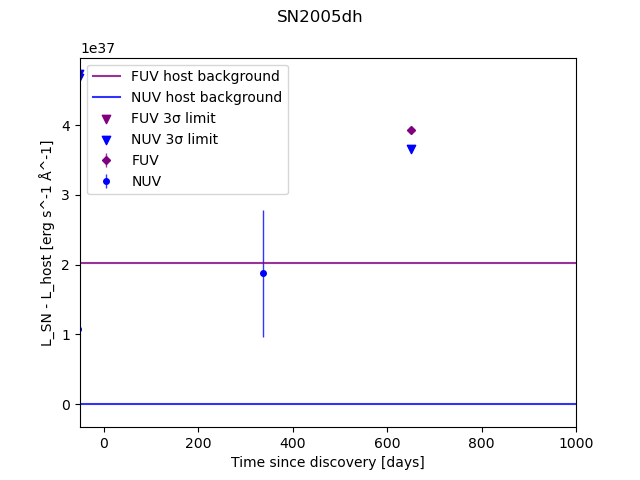 SN2005dh
1e37
FUV host background
NUV host background
FUV 3σ limit
NUV 3σ limit
FUV
NUV
4
3
2
1
0
L_SN - L_host [erg s^-1 Å^-1]
0 200 400 600 800 1000
Time since discovery [days]